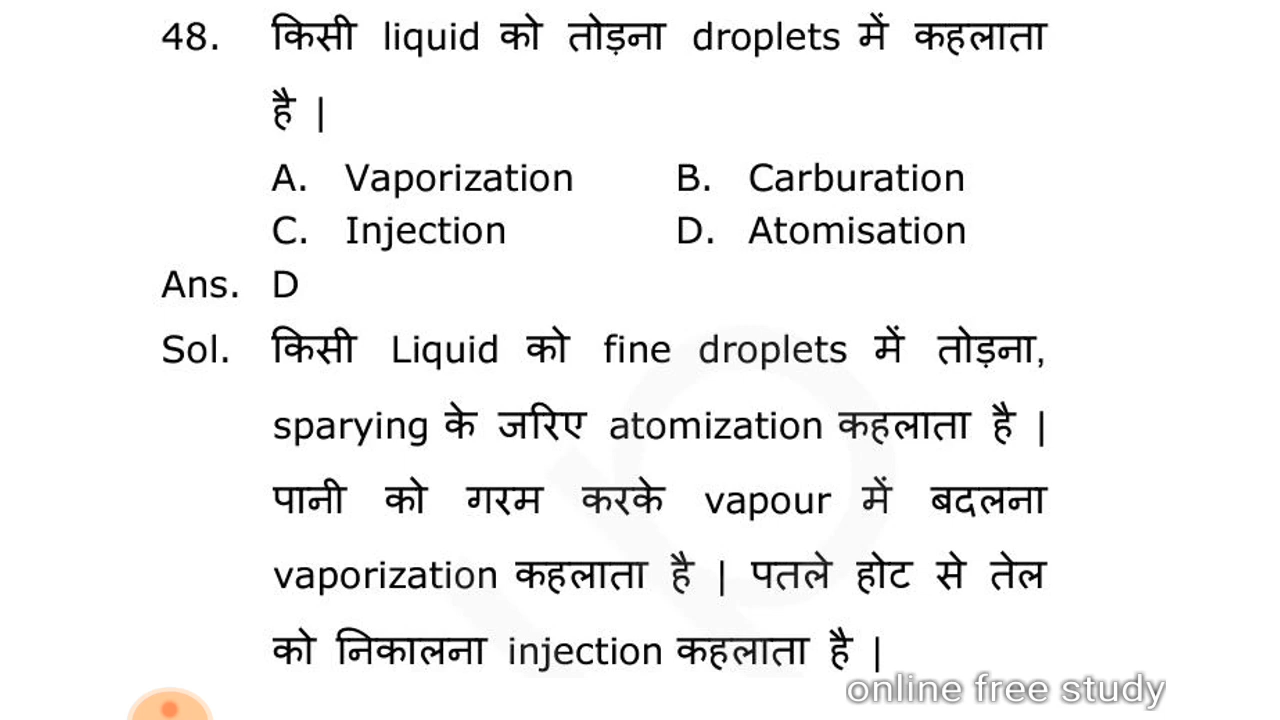 48. किसी liquid को तोड़ना droplets में कहलाता
है |
A. Vaporization B. Carburation
C. Injection D. Atomisation
Ans. D
Sol. किसी Liquid को fine droplets में तोड़ना,
sparying के जरिए atomization कहलाता है |
पानी को गरम करके vapour में बदलना
vaporization कहलाता है | पतले होट से तेल
को निकालना injection कहलाता है |
online free study